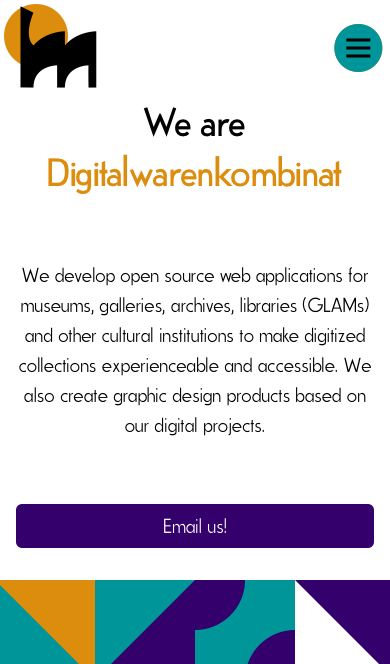 We are
Digitalwarenkombinat
We develop open source web applications for
museums, galleries, archives, libraries (GLAMs)
and other cultural institutions to make digitized
collections experienceable and accessible. We
also create graphic design products based on
our digital projects.
Email us!